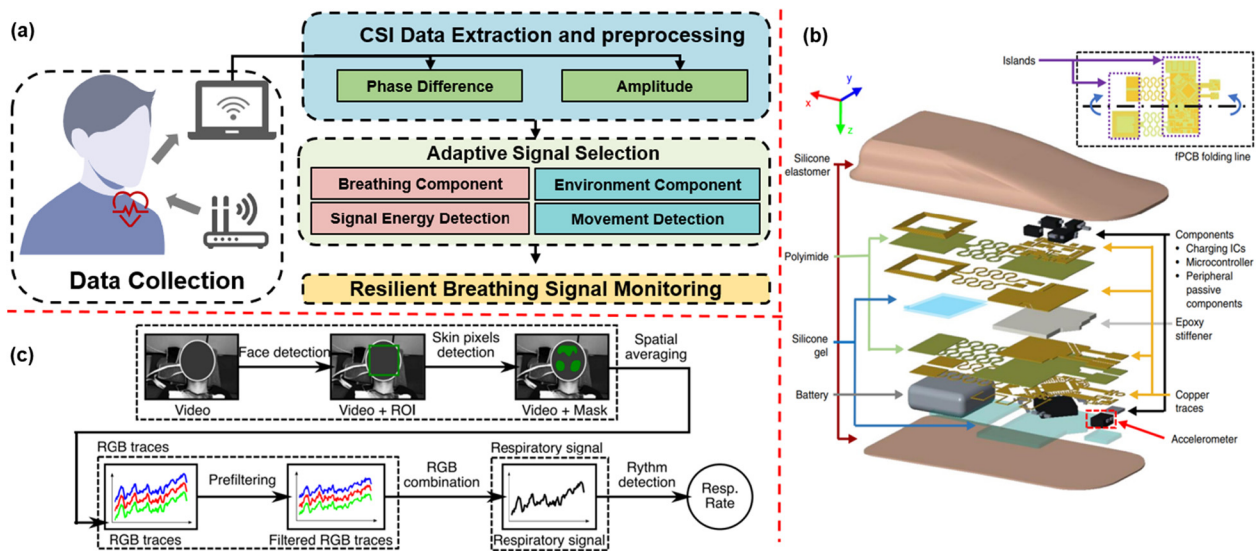 (a)
CSI Data Extraction and preprocessing
Phase Difference
Amplitude
Adaptive Signal Selection
Breathing Component
Environment Component
Signal Energy Detection
Movement Detection
Data Collection
Resilient Breathing Signal Monitoring
(b)
Islands
x
y
z
fPCB folding line
Silicone
elastomer
Components
• Charging ICs
• Microcontroller
• Peripheral
passive
components
Polyimide
Epoxy
stiffener
Silicone
gel
Battery
Copper
traces
Accelerometer
(c)
Face detection
Skin pixels
detection
Spatial
averaging
Video
Video + ROI
Video + Mask
RGB traces
Prefiltering
RGB
combination
Respiratory signal
Rythm
detection
Resp.
Rate
RGB traces
Filtered RGB traces
Respiratory signal